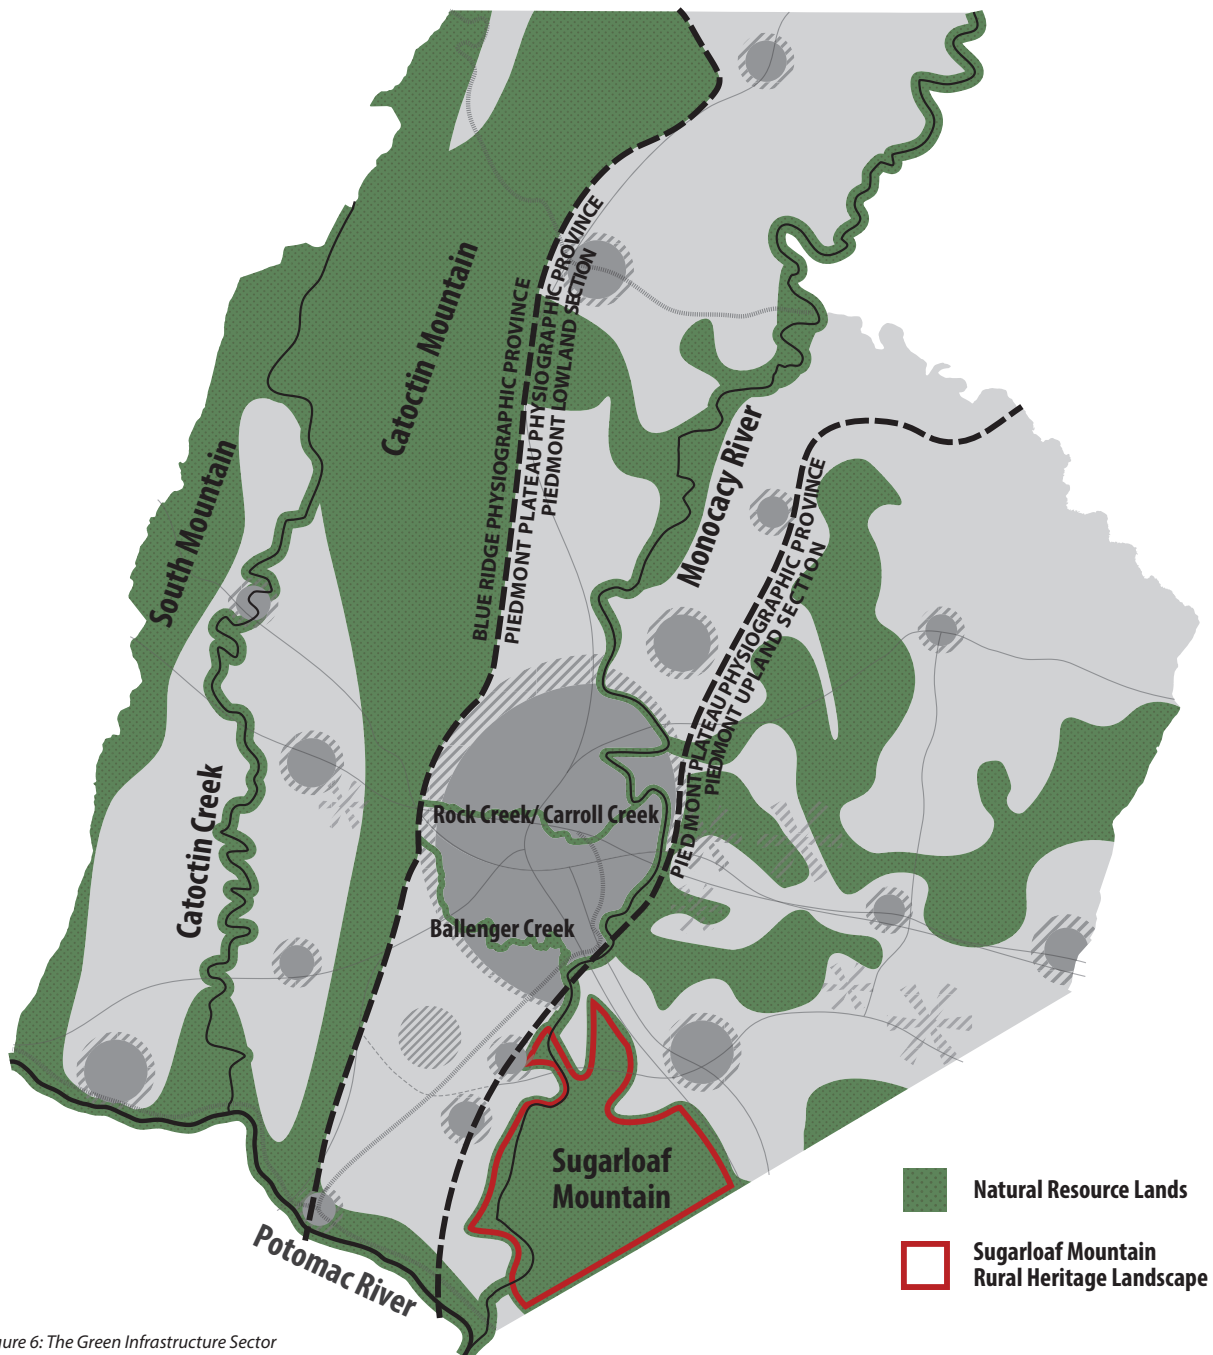 Catoctin Mountain
South Mountain
BLUE RIDGE PHYSIOGRAPHIC PROVINCE
PIEDMONT PLATEAU PHYSIOGRAPHIC PROVINCE
PIEDMONT LOWLAND SECTION
Monocacy River
PIEDMONT PLATEAU PHYSIOGRAPHIC PROVINCE
PIEDMONT UPLAND SECTION
Catoctin Creek
Rock Creek/ Carroll Creek
Ballenger Creek
Sugarloaf
Mountain
Potomac River
Natural Resource Lands
Sugarloaf Mountain
Rural Heritage Landscape
ure 6: The Green Infrastructure Sector